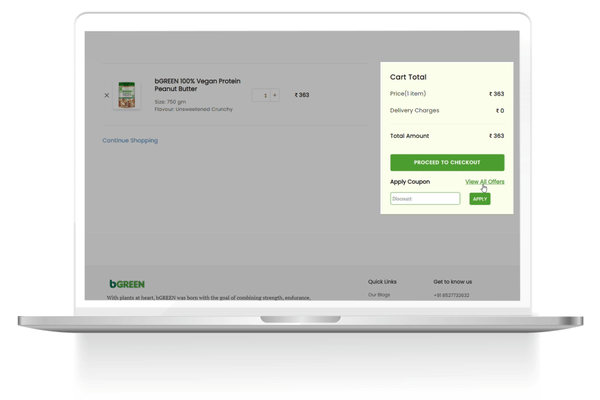 bGREEN 100% Vegan Protein
Peanut Butter
Size: 750 gm
Flavour: Unsweetened Crunchy
1 +
₹ 363
Continue Shopping
Cart Total
Price(1 item) ₹ 363
Delivery Charges ₹ 0
Total Amount ₹ 363
PROCEED TO CHECKOUT
Apply Coupon View All Offers
Discount APPLY
bGREEN
With plants at heart, bGREEN was born with the goal of combining strength, endurance,
Quick Links
Our Blogs
Get to know us